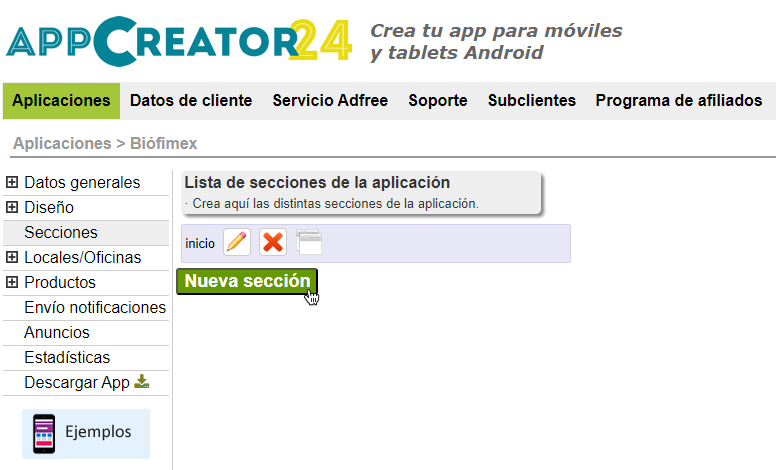 APPCREATOR24
Crea tu app para móviles
y tablets Android
Aplicaciones Datos de cliente Servicio Adfree Soporte Subclientes Programa de afiliados
Aplicaciones > Biófimex
Datos generales
Diseño
Secciones
Locales/Oficinas
Productos
Envío notificaciones
Anuncios
Estadísticas
Descargar App
Ejemplos
Lista de secciones de la aplicación
· Crea aquí las distintas secciones de la aplicación.
inicio
Nueva sección